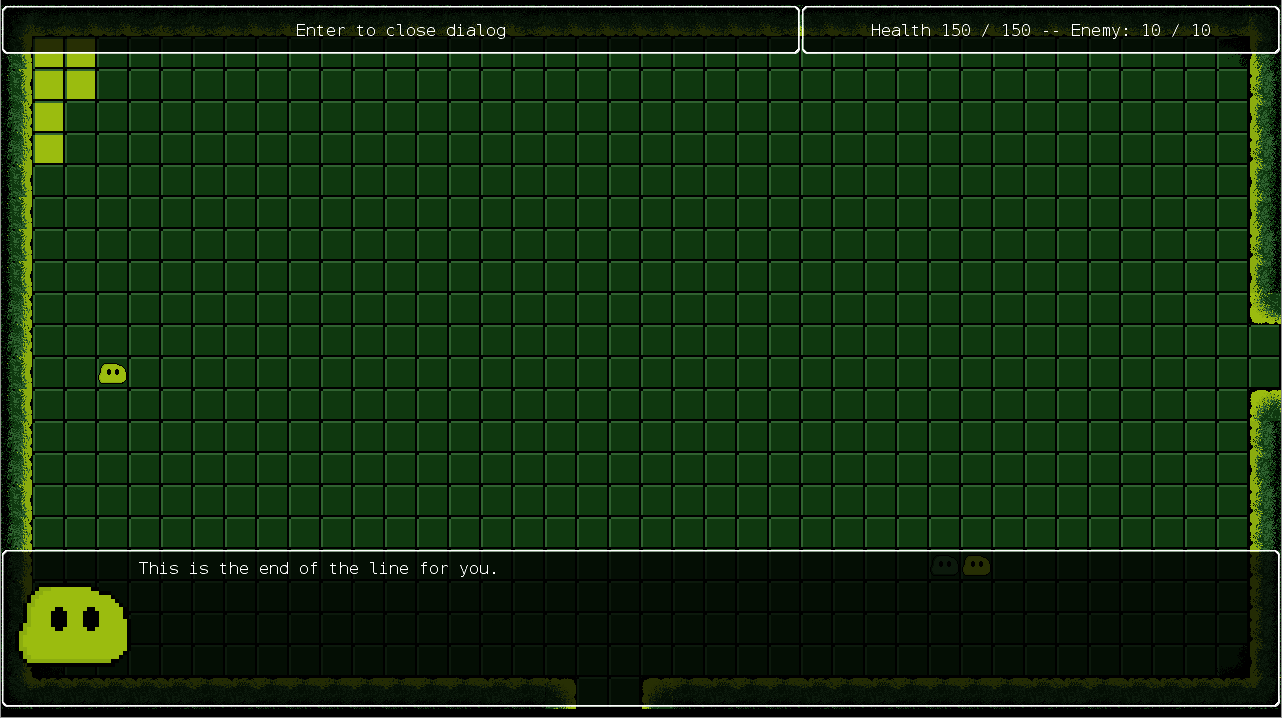 Enter to close dialog
Health 150 / 150 -- Enemy: 10 / 10
This is the end of the line for you.